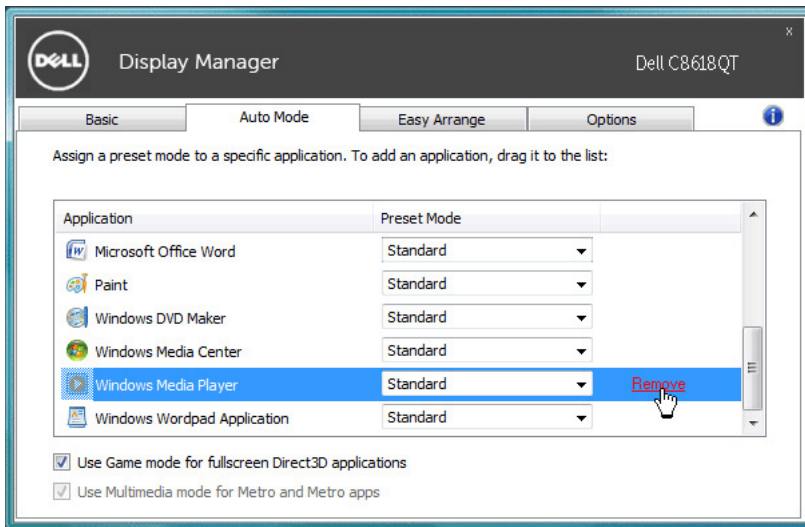 x
DELL Display Manager Dell C8618QT
Basic Auto Mode Easy Arrange Options i
Assign a preset mode to a specific application. To add an application, drag it to the list:
Application Preset Mode
Microsoft Office Word Standard
Paint Standard
Windows DVD Maker Standard
Windows Media Center Standard
Windows Media Player Standard Remove
Windows Wordpad Application Standard
Use Game mode for fullscreen Direct3D applications
Use Multimedia mode for Metro and Metro apps